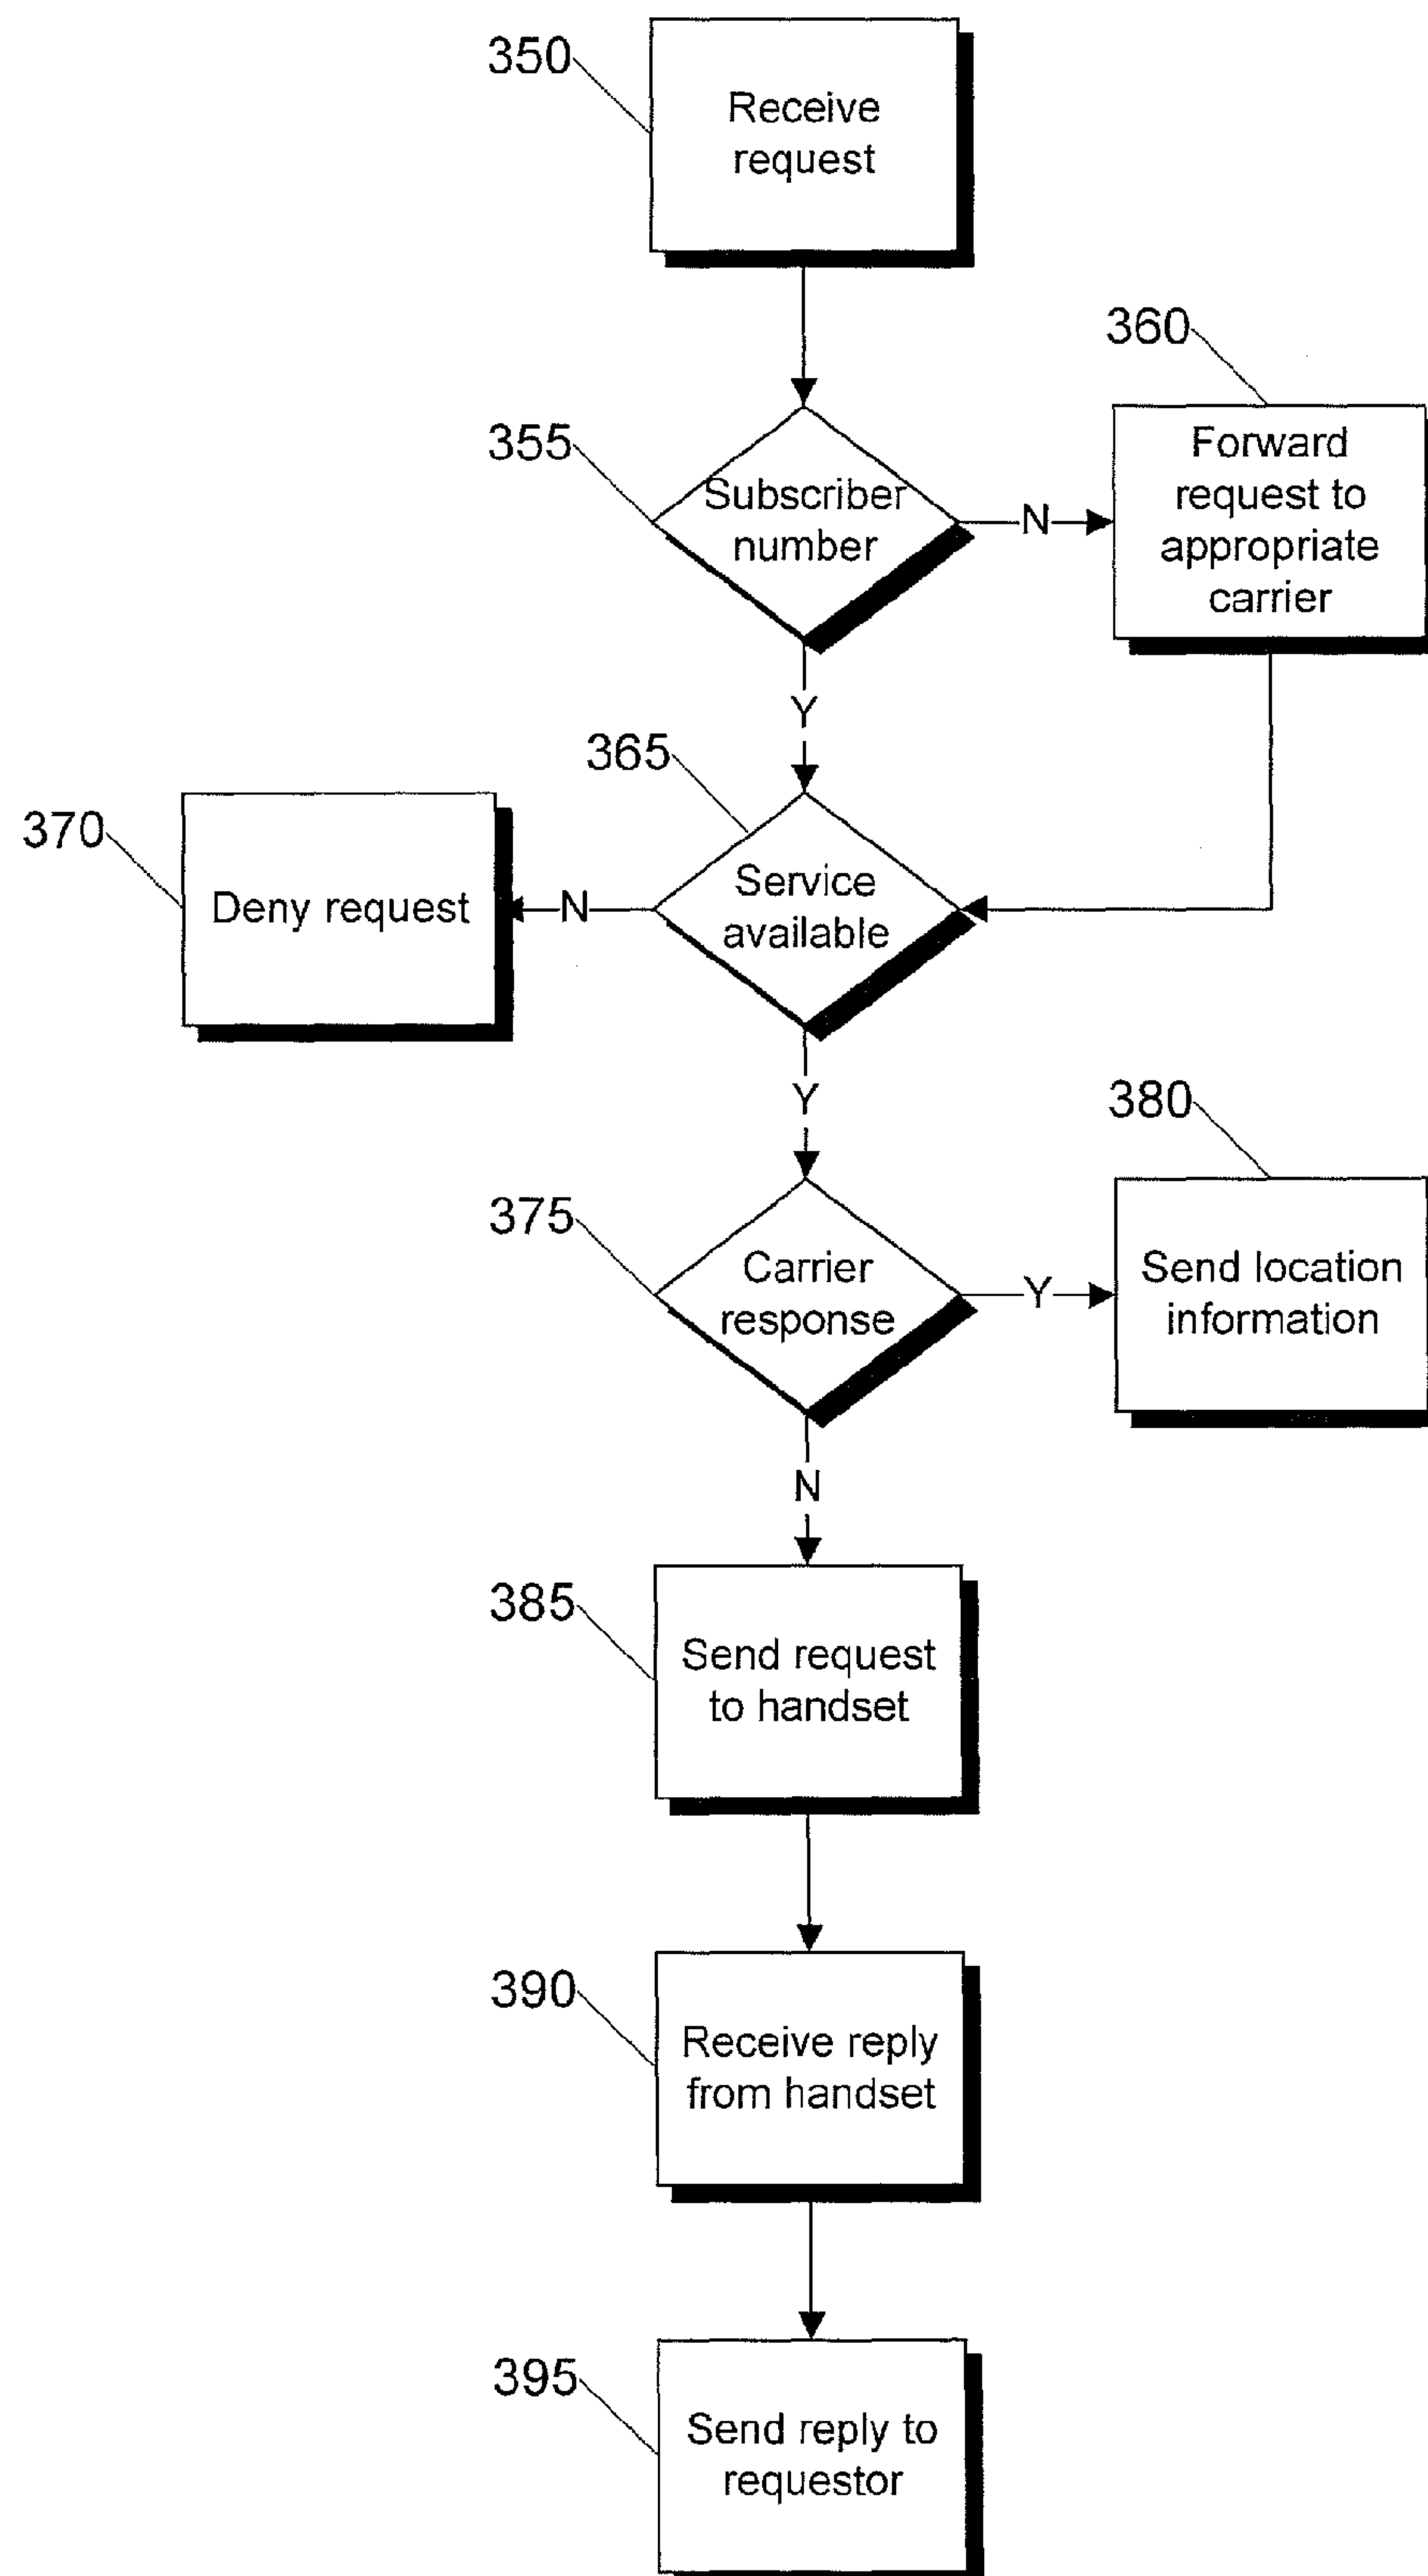 350
Receive
request
360
355
Subscriber
number
N
Forward
request to
appropriate
carrier
Y
365
370
Deny request
N
Service
available
Y
380
375
Carrier
response
Y
Send location
information
N
385
Send request
to handset
390
Receive reply
from handset
395
Send reply to
requestor